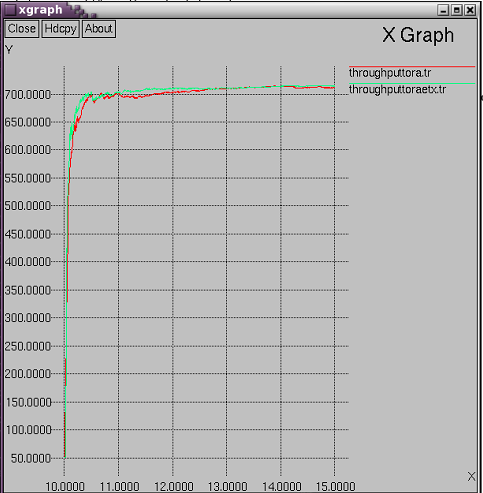 xgraph
Close Hdcpy About
X Graph
Y
throughputtora.tr
throughputtoraetx.tr
700.0000
650.0000
600.0000
550.0000
500.0000
450.0000
400.0000
350.0000
300.0000
250.0000
200.0000
150.0000
100.0000
50.0000
X
10.0000 11.0000 12.0000 13.0000 14.0000 15.0000